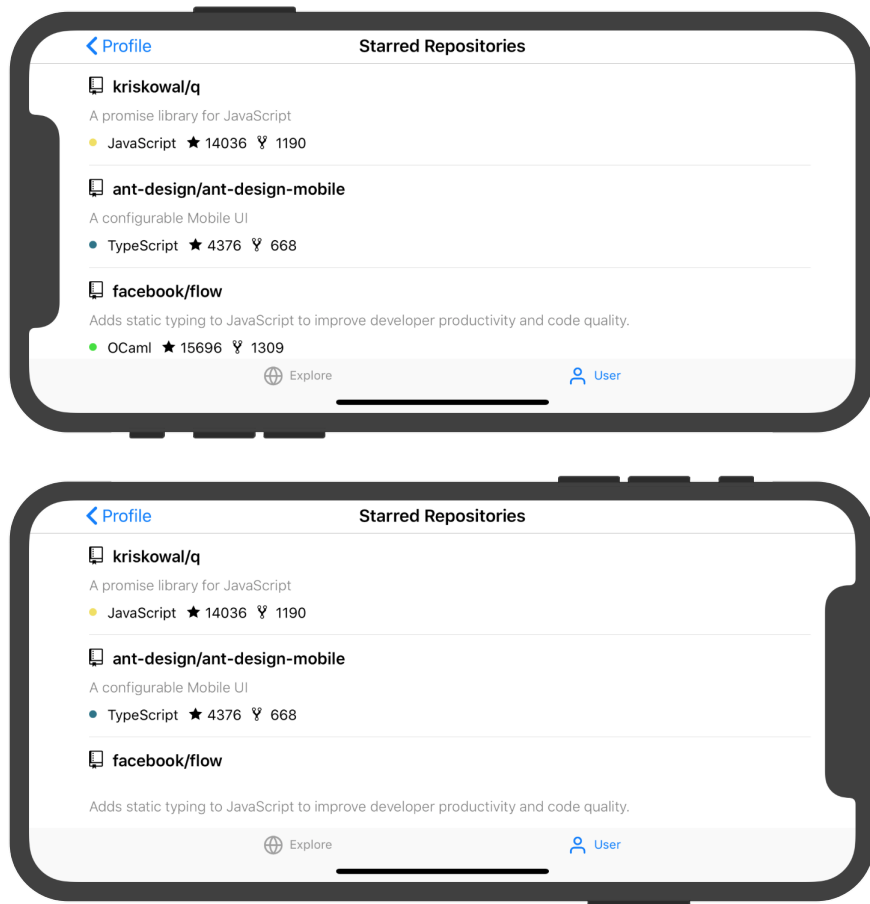 Profile Starred Repositories
kriskowal/q
A promise library for JavaScript
JavaScript 14036 1190
ant-design/ant-design-mobile
A configurable Mobile UI
TypeScript 4376 668
facebook/flow
Adds static typing to JavaScript to improve developer productivity and code quality.
OCaml 15696 1309
Explore User
Profile Starred Repositories
kriskowal/q
A promise library for JavaScript
JavaScript 14036 1190
ant-design/ant-design-mobile
A configurable Mobile UI
TypeScript 4376 668
facebook/flow
Adds static typing to JavaScript to improve developer productivity and code quality.
Explore User